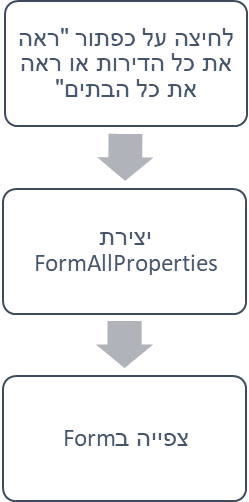 לחיצה על כפתור "ראה
את כל הדירות או ראה
את כל הבתים"
יצירת
FormAllProperties
צפייה בForm